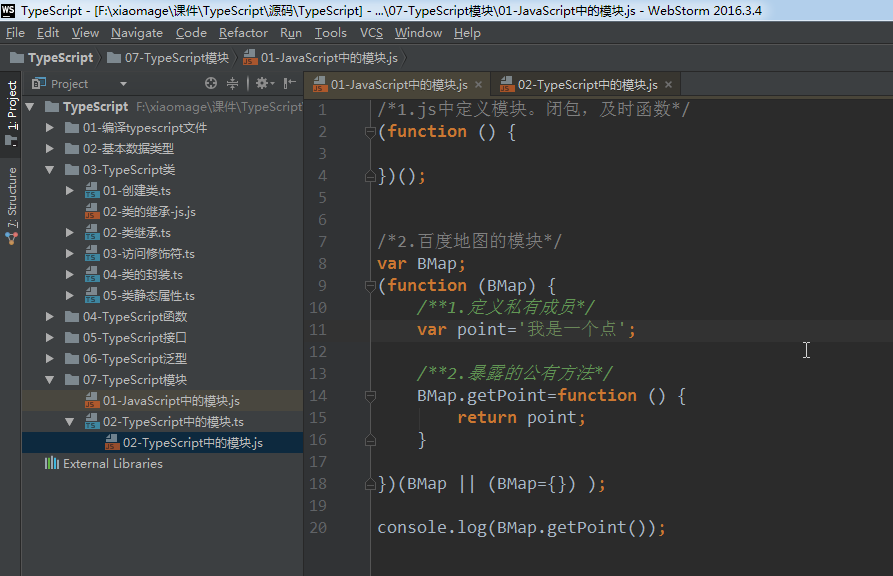 WS TypeScript - [F:\xiaomage\课件\TypeScript\源码\TypeScript] - ...\07-TypeScript模块\01-JavaScript中的模块.js - WebStorm 2016.3.4
File Edit View Navigate Code Refactor Run Tools VCS Window Help
TypeScript 07-TypeScript模块 01-JavaScript中的模块.js
1: Project
7: Structure
Project
TypeScript F:\xiaomage\课件\TypeScript
01-编译typescript文件
02-基本数据类型
03-TypeScript类
01-创建类.ts
02-类的继承-js.js
02-类继承.ts
03-访问修饰符.ts
04-类的封装.ts
05-类静态属性.ts
04-TypeScript函数
05-TypeScript接口
06-TypeScript泛型
07-TypeScript模块
01-JavaScript中的模块.js
02-TypeScript中的模块.ts
02-TypeScript中的模块.js
External Libraries
01-JavaScript中的模块.js × 02-TypeScript中的模块.js ×
1 /*1.js中定义模块。闭包，及时函数*/
2 (function () {
3
4 })();
5
6
7 /*2.百度地图的模块*/
8 var BMap;
9 (function (BMap) {
10 /**1.定义私有成员*/
11 var point='我是一个点';
12
13 /**2.暴露的公有方法*/
14 BMap.getPoint=function () {
15 return point;
16 }
17
18 })(BMap || (BMap={}) );
19
20 console.log(BMap.getPoint());